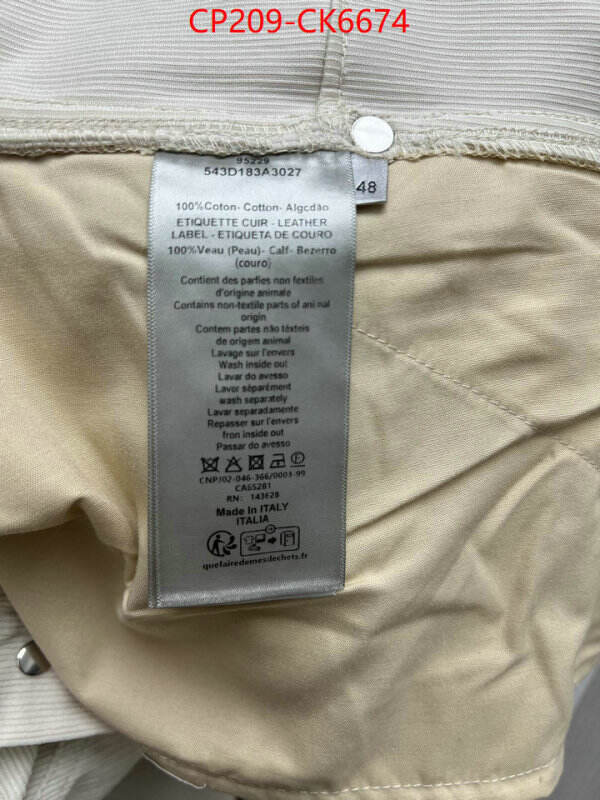 CP209-CK6674
95229
543D183A3027
48
100%Coton- Cotton- Algodão
ETIQUETTE CUIR - LEATHER
LABEL - ETIQUETA DE COURO
100%Veau (Peau)- Calf- Bezerro
(couro)
Contient des parties non textiles
d'origine animale
Contains non-textile parts of animal
origin
Contem partes não têxteis
de origem animal
Lavage sur l'envers
Wash inside out
Lavar do avesso
Laver séparément
wash separately
Lavar separadamente
Repasser sur l'envers
fron inside out
Passar do avesso
CNPJ02-046-366/0003-99
CA65281
RN: 143628
Made In ITALY
ITALIA
quefairedemesdechets.fr